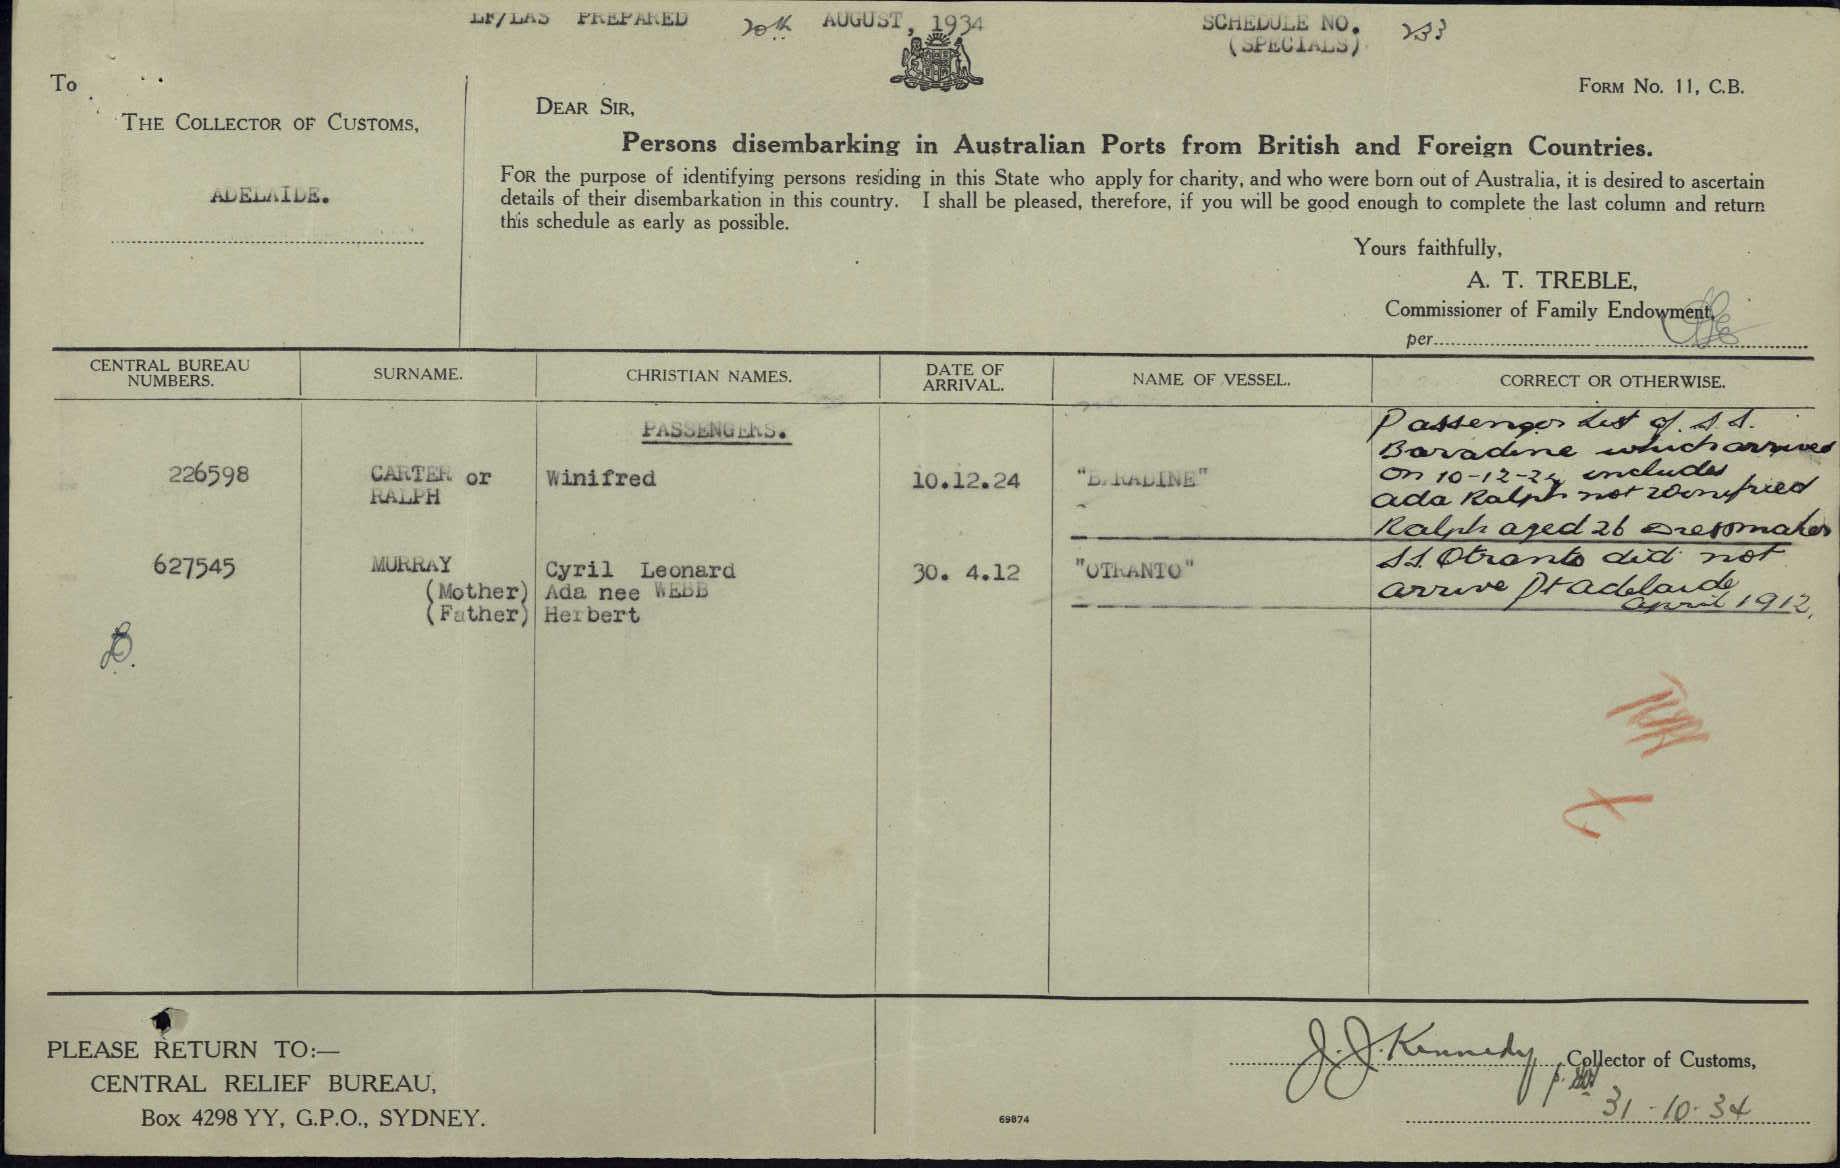 LF/LAS PREPARED 20th AUGUST, 1934 SCHEDULE NO. 233
(SPECIALS)
To
FORM NO. 11, C.B.
THE COLLECTOR OF CUSTOMS,
ADELAIDE.
DEAR SIR,
Persons disembarking in Australian Ports from British and Foreign Countries.
FOR the purpose of identifying persons residing in this State who apply for charity, and who were born out of Australia, it is desired to ascertain
details of their disembarkation in this country. I shall be pleased, therefore, if you will be good enough to complete the last column and return
this schedule as early as possible.
Yours faithfully,
A. T. TREBLE,
Commissioner of Family Endowment,
per
CENTRAL BUREAU NUMBERS. SURNAME. CHRISTIAN NAMES. DATE OF ARRIVAL. NAME OF VESSEL. CORRECT OR OTHERWISE.
PASSENGERS.
226598 CARTER or RALPH Winifred 10.12.24 "BARADINE"
Passenger List of S.S.
Baradine which arrived
on 10-12-24 includes
Ada Ralph not Winifred
Ralph aged 26 Dressmaker
627545 MURRAY Cyril Leonard 30. 4.12 "OTRANTO"
(Mother) Ada nee WEBB
(Father) Herbert
S.S. Otranto did not
arrive Pt Adelaide
April 1912,
PLEASE RETURN TO:—
CENTRAL RELIEF BUREAU,
Box 4298 YY, G.P.O., SYDNEY.
69874
J. J. Kennedy Collector of Customs,
31-10-34